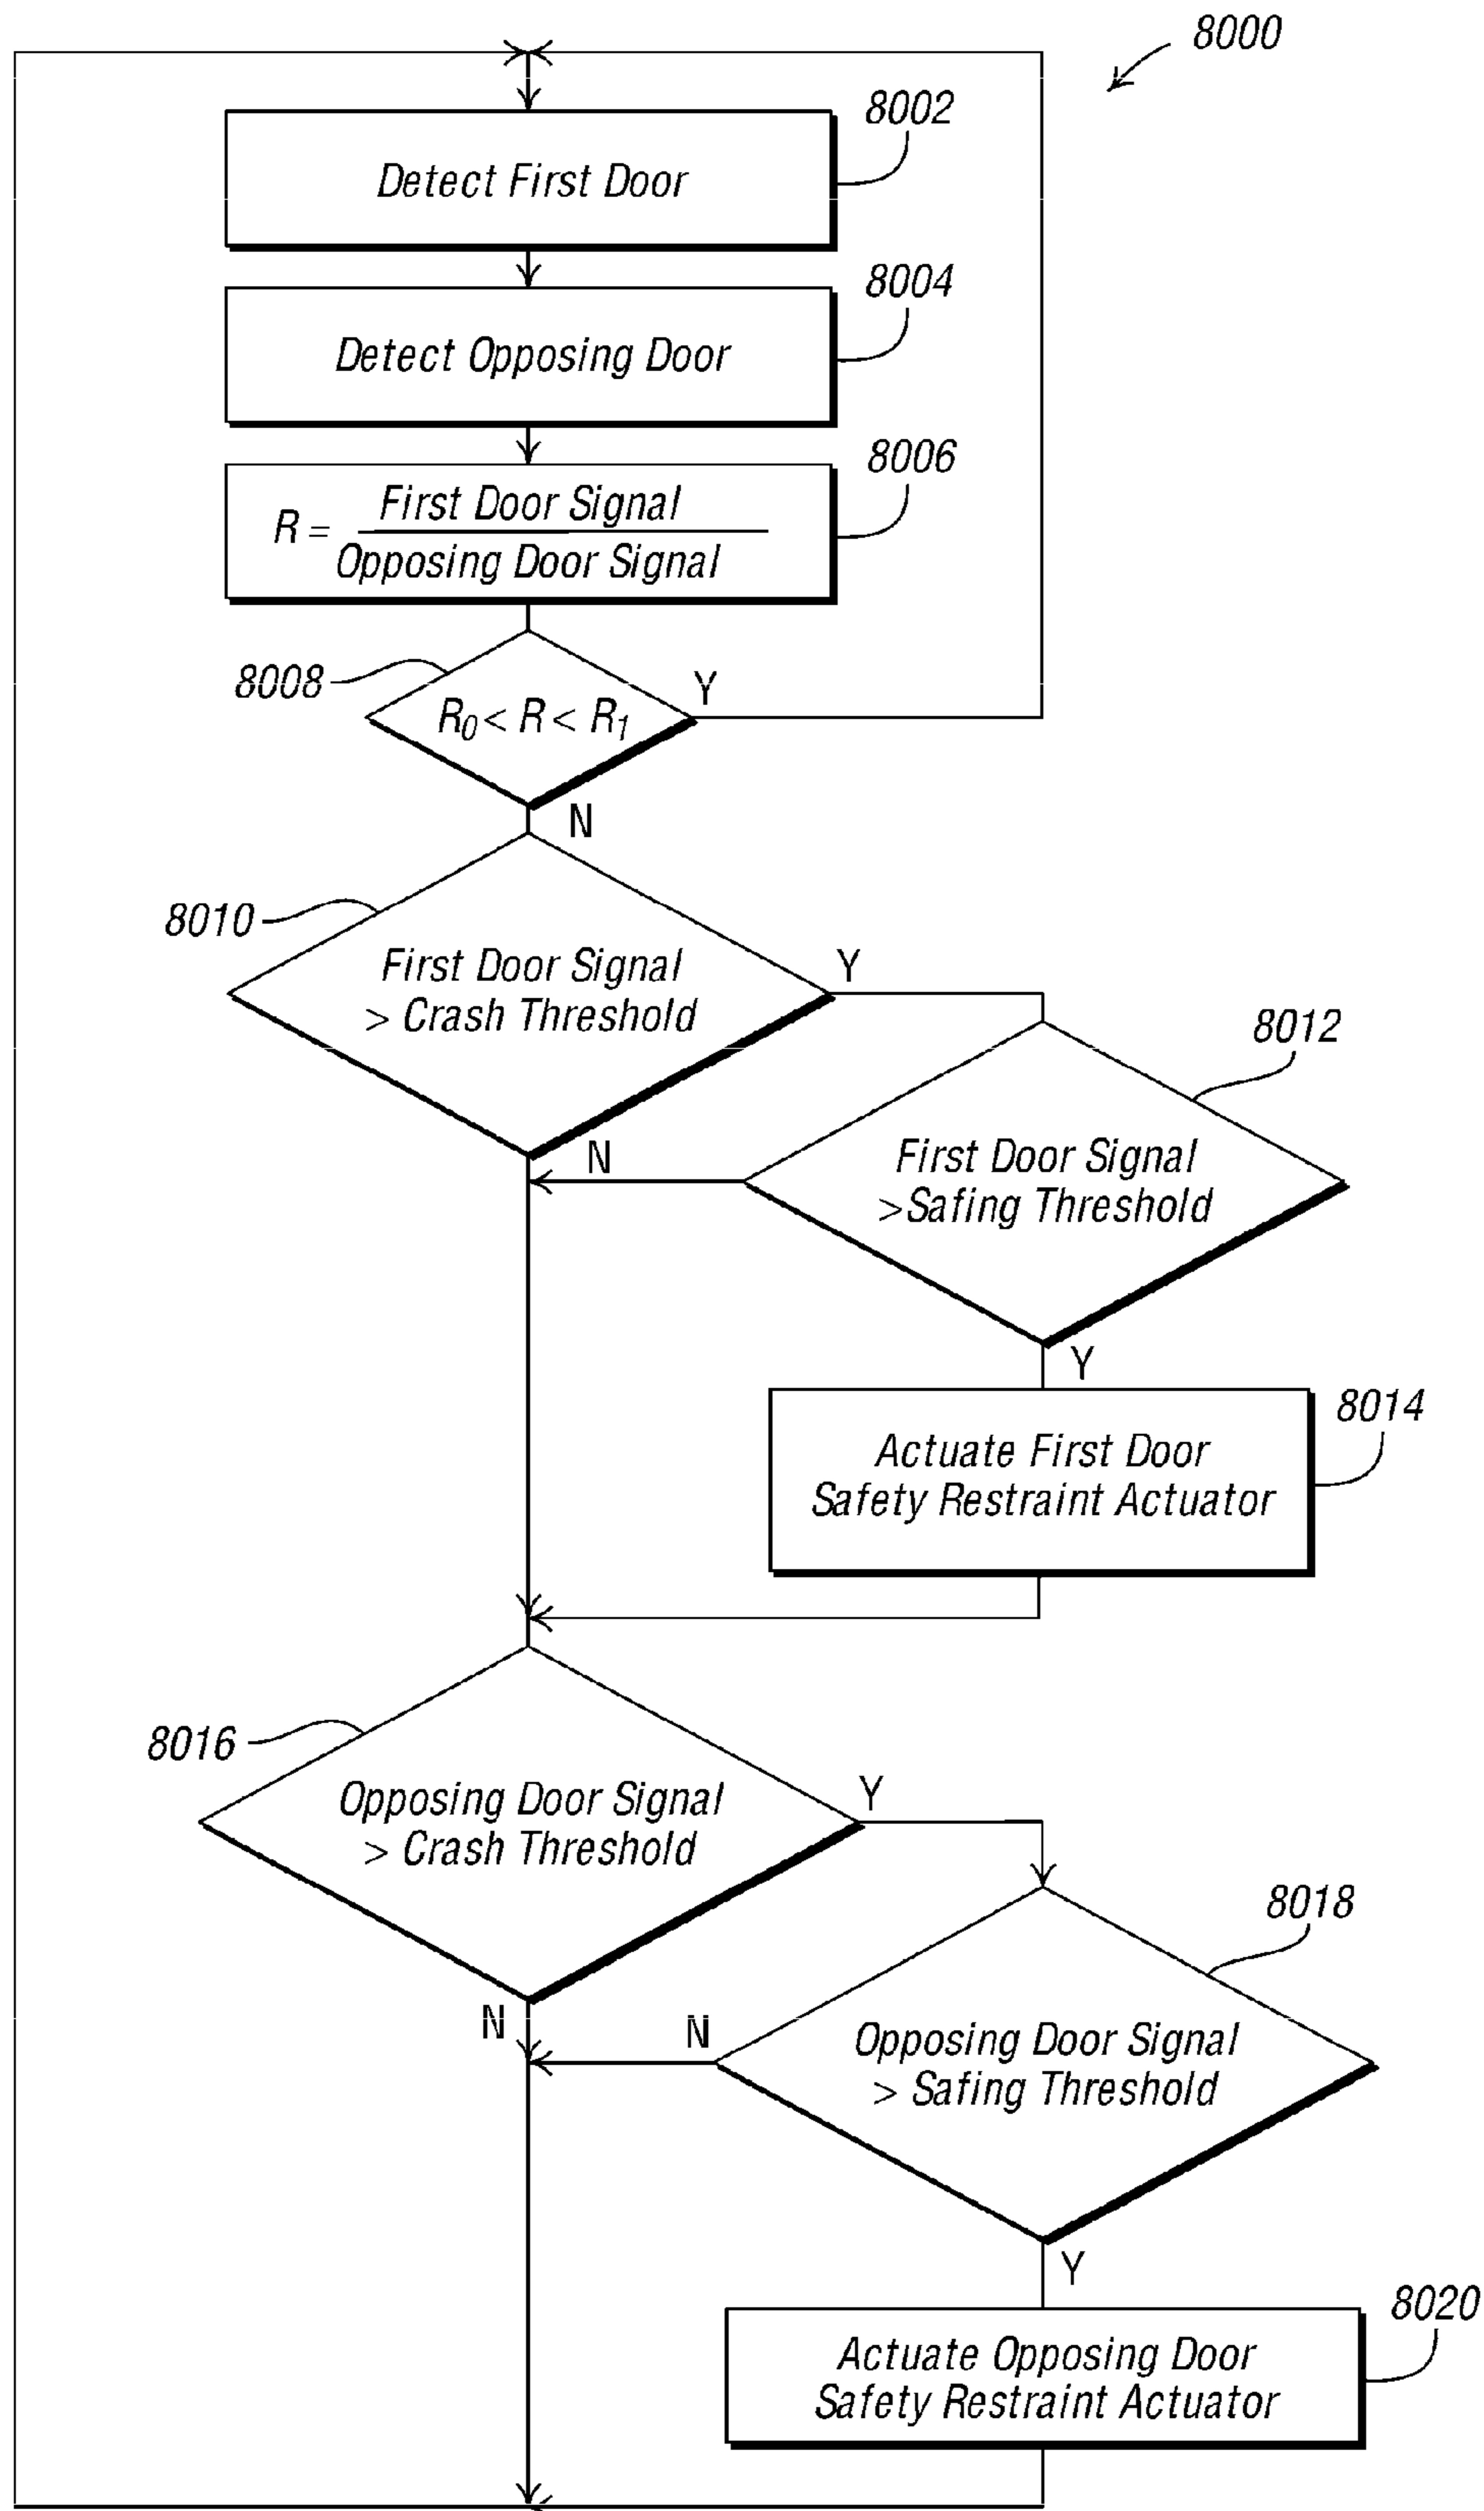 8000
8002
Detect First Door
8004
Detect Opposing Door
8006
R = First Door Signal
Opposing Door Signal
8008
R0 < R < R1
Y
N
8010
First Door Signal
> Crash Threshold
Y
8012
First Door Signal
>Safing Threshold
N
Y
8014
Actuate First Door
Safety Restraint Actuator
8016
Opposing Door Signal
> Crash Threshold
Y
N
8018
Opposing Door Signal
> Safing Threshold
N
Y
8020
Actuate Opposing Door
Safety Restraint Actuator